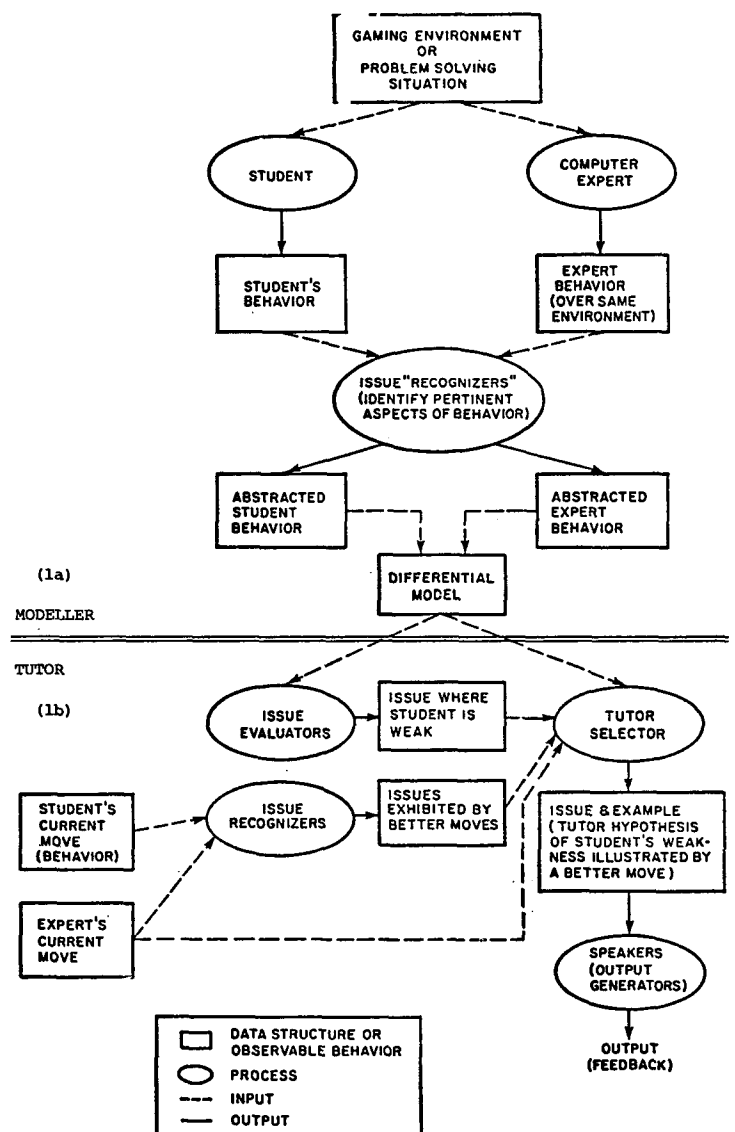 GAMING ENVIRONMENT
OR
PROBLEM SOLVING
SITUATION
STUDENT
COMPUTER
EXPERT
STUDENT'S
BEHAVIOR
EXPERT
BEHAVIOR
(OVER SAME
ENVIRONMENT)
ISSUE "RECOGNIZERS"
(IDENTIFY PERTINENT
ASPECTS OF BEHAVIOR)
ABSTRACTED
STUDENT
BEHAVIOR
ABSTRACTED
EXPERT
BEHAVIOR
(1a)
DIFFERENTIAL
MODEL
MODELLER
TUTOR
(1b)
ISSUE
EVALUATORS
ISSUE WHERE
STUDENT IS
WEAK
TUTOR
SELECTOR
STUDENT'S
CURRENT
MOVE
(BEHAVIOR)
ISSUE
RECOGNIZERS
ISSUES
EXHIBITED BY
BETTER MOVES
ISSUE & EXAMPLE
(TUTOR HYPOTHESIS
OF STUDENT'S WEAK-
NESS ILLUSTRATED BY
A BETTER MOVE)
EXPERT'S
CURRENT
MOVE
SPEAKERS
(OUTPUT
GENERATORS)
OUTPUT
(FEEDBACK)
DATA STRUCTURE OR
OBSERVABLE BEHAVIOR
PROCESS
INPUT
OUTPUT